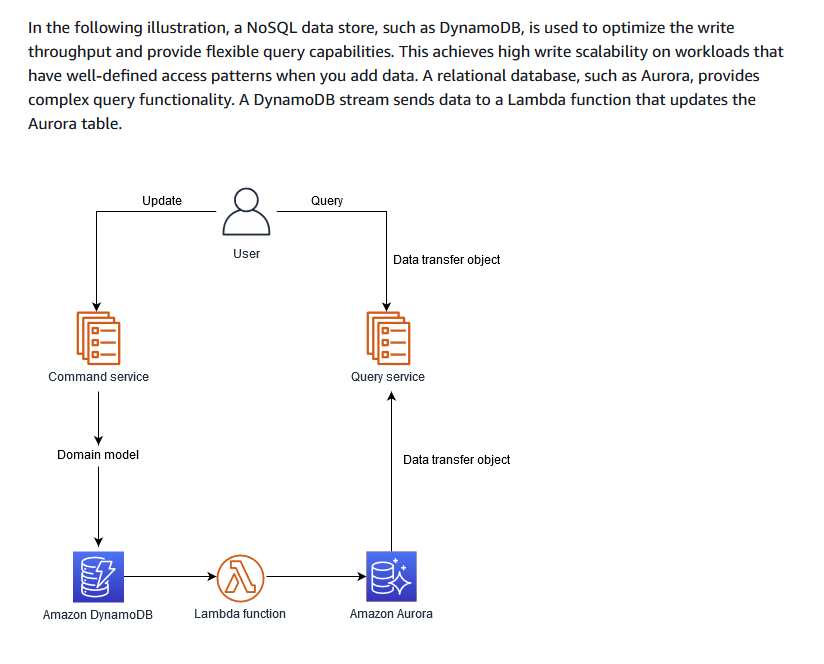 In the following illustration, a NoSQL data store, such as DynamoDB, is used to optimize the write
throughput and provide flexible query capabilities. This achieves high write scalability on workloads that
have well-defined access patterns when you add data. A relational database, such as Aurora, provides
complex query functionality. A DynamoDB stream sends data to a Lambda function that updates the
Aurora table.
Update
Query
User
Data transfer object
Command service
Query service
Domain model
Data transfer object
Amazon DynamoDB
Lambda function
Amazon Aurora